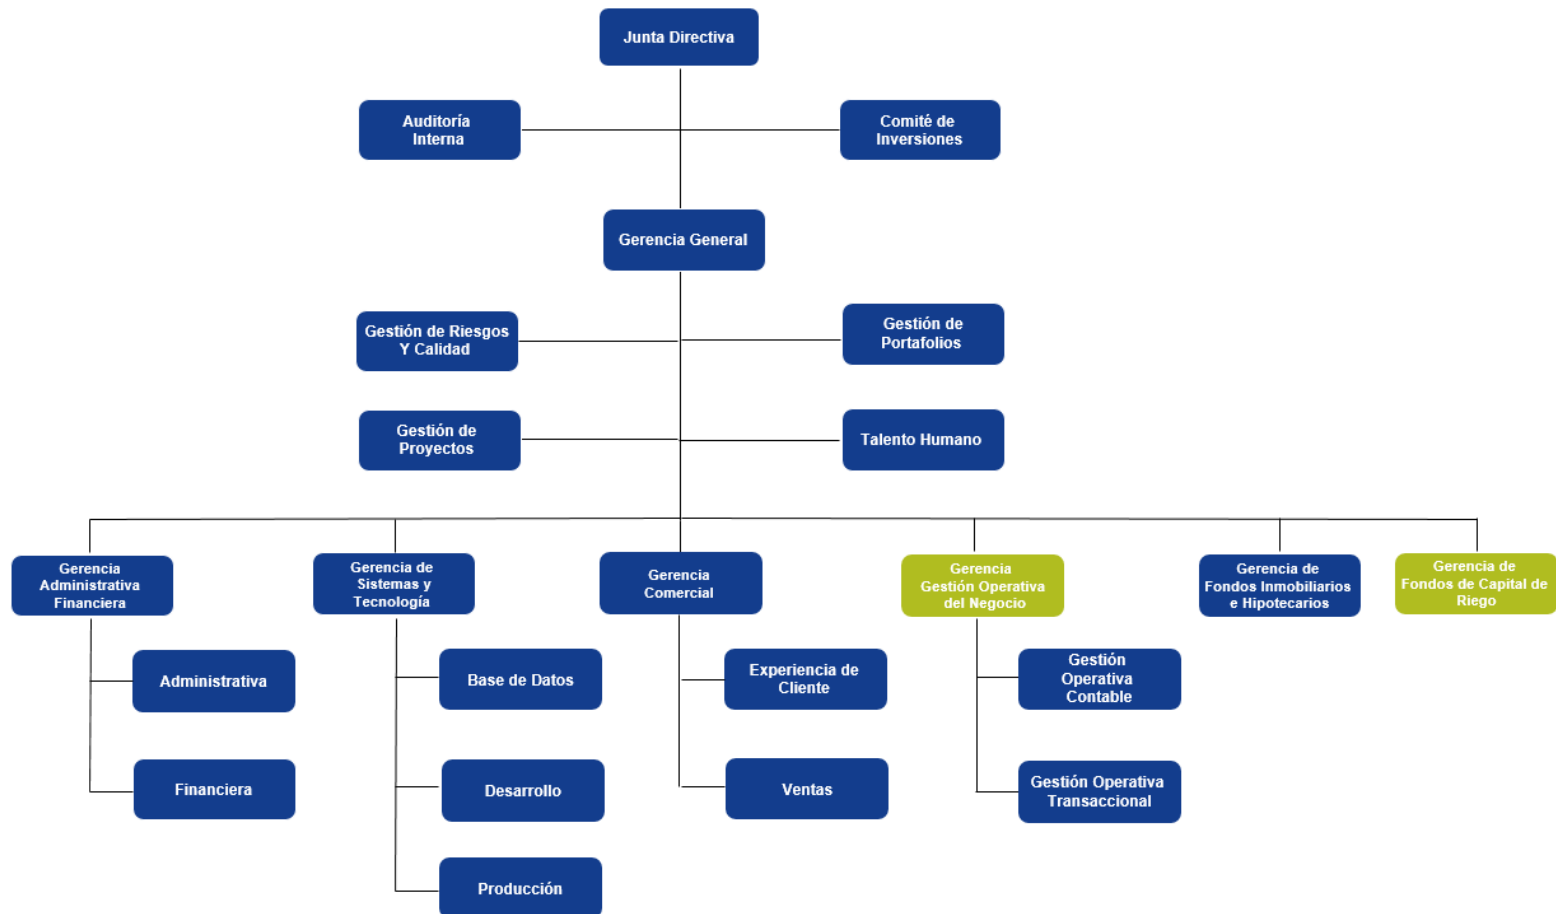 Junta Directiva
Auditoría
Interna
Comité de
Inversiones
Gerencia General
Gestión de Riesgos
Y Calidad
Gestión de
Portafolios
Gestión de
Proyectos
Talento Humano
Gerencia
Administrativa
Financiera
Gerencia de
Sistemas y
Tecnología
Gerencia
Comercial
Gerencia
Gestión Operativa
del Negocio
Gerencia de
Fondos Inmobiliarios
e Hipotecarios
Gerencia de
Fondos de Capital de
Riego
Administrativa
Base de Datos
Experiencia de
Cliente
Gestión
Operativa
Contable
Financiera
Desarrollo
Ventas
Gestión Operativa
Transaccional
Producción